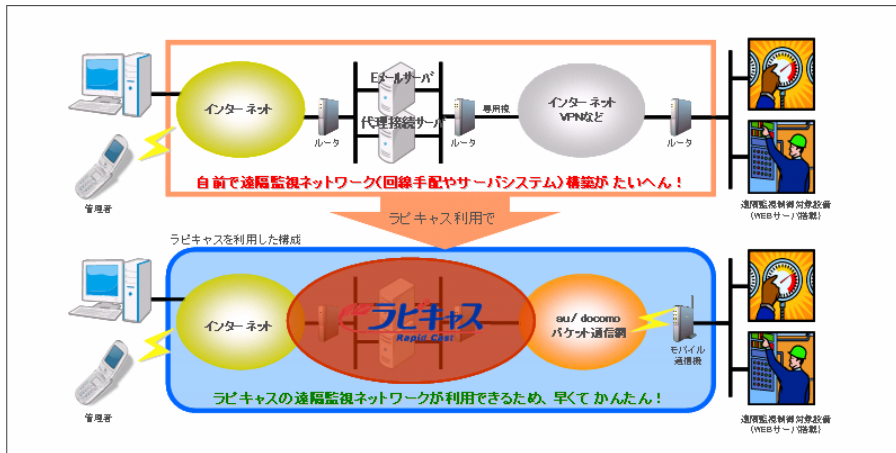 Eメールサーバ
インターネット
代理接続サーバ
専用線
インターネット
VPNなど
ルータ
ルータ
ルータ
自前で遠隔監視ネットワーク(回線手配やサーバシステム)構築が たいへん!
管理者
遠隔監視制御対象設備
(WEBサーバ搭載)
ラピキャス利用で
ラピキャスを利用した構成
インターネット
ラピキャス
Rapid Cast
au/docomo
パケット通信網
モバイル
通信機
ラピキャスの遠隔監視ネットワークが利用できるため、早くて かんたん!
管理者
遠隔監視制御対象設備
(WEBサーバ搭載)